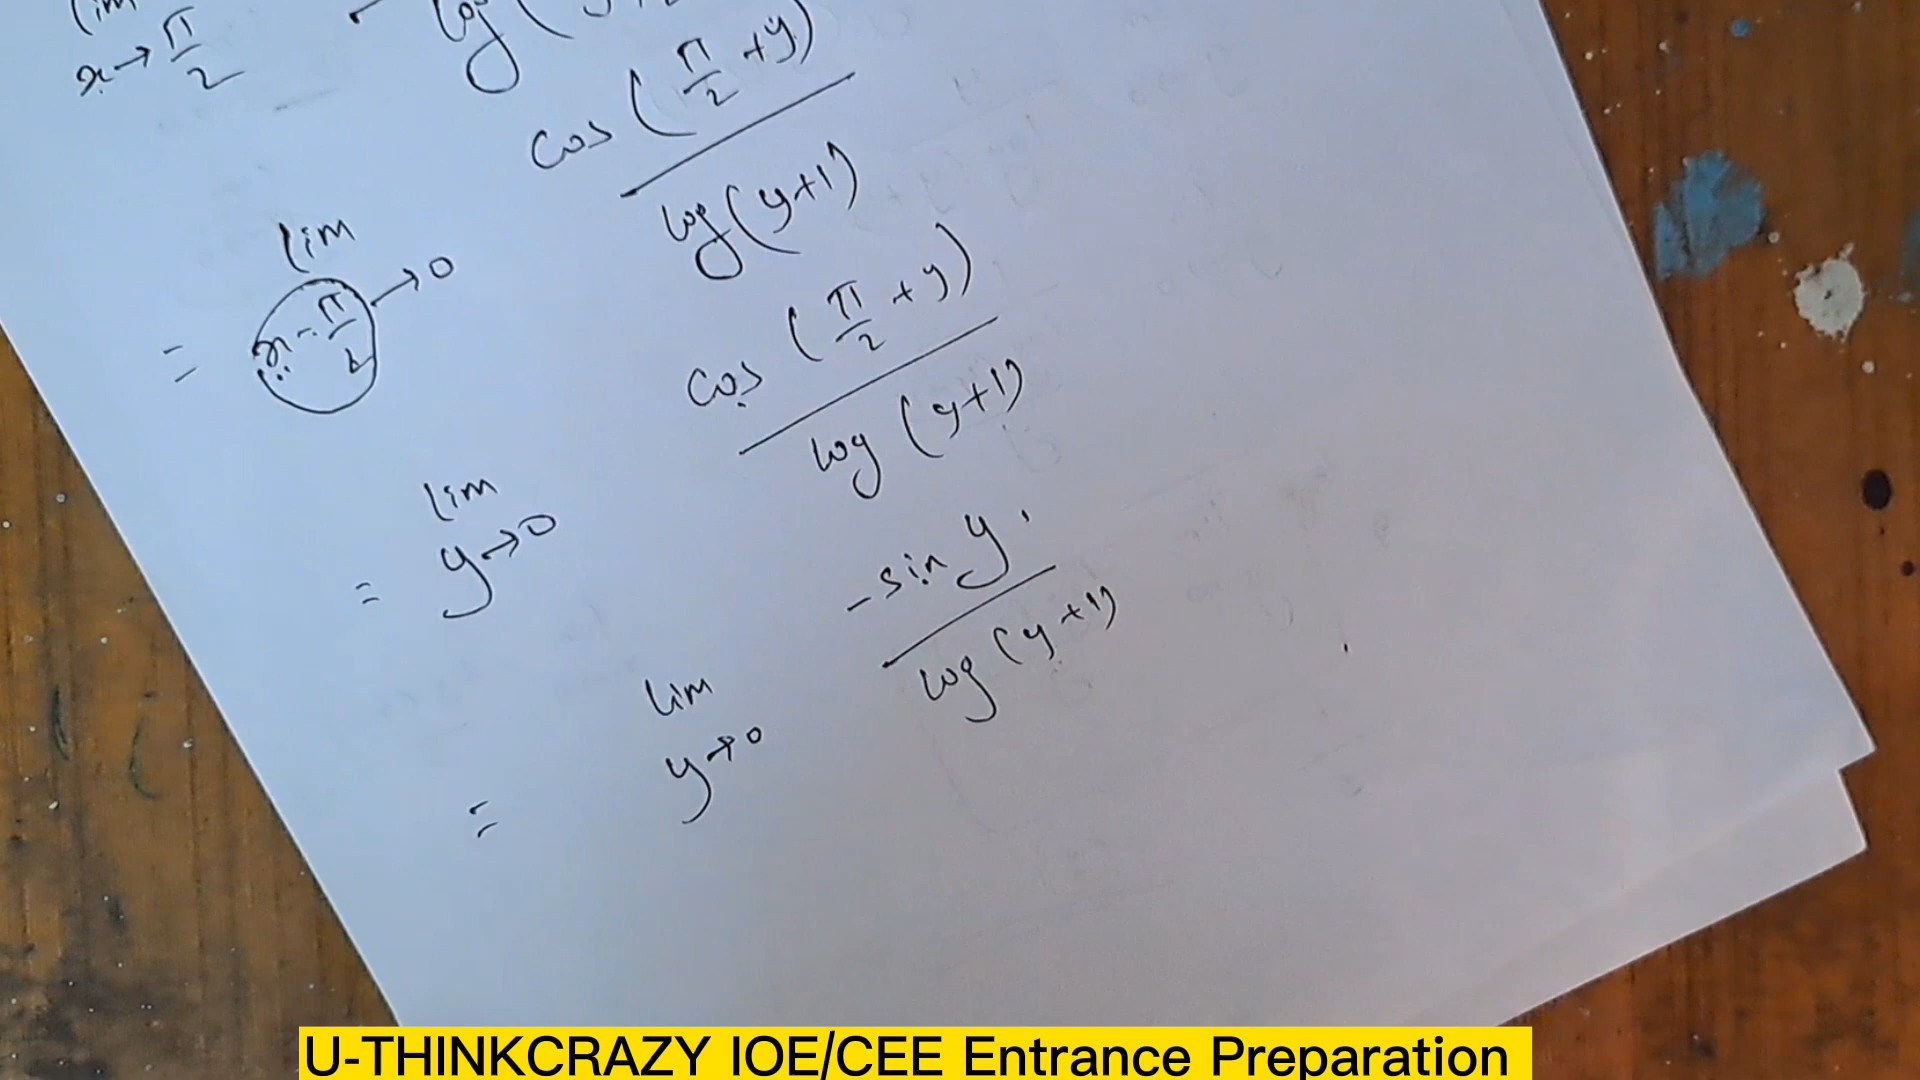 lim
x → π/2
log (
cos (π/2 + y)
log (y+1)
= lim
x - π/2 → 0
cos (π/2 + y)
log (y+1)
= lim
y → 0
- sin y .
log (y+1)
= lim
y → 0
U-THINKCRAZY IOE/CEE Entrance Preparation